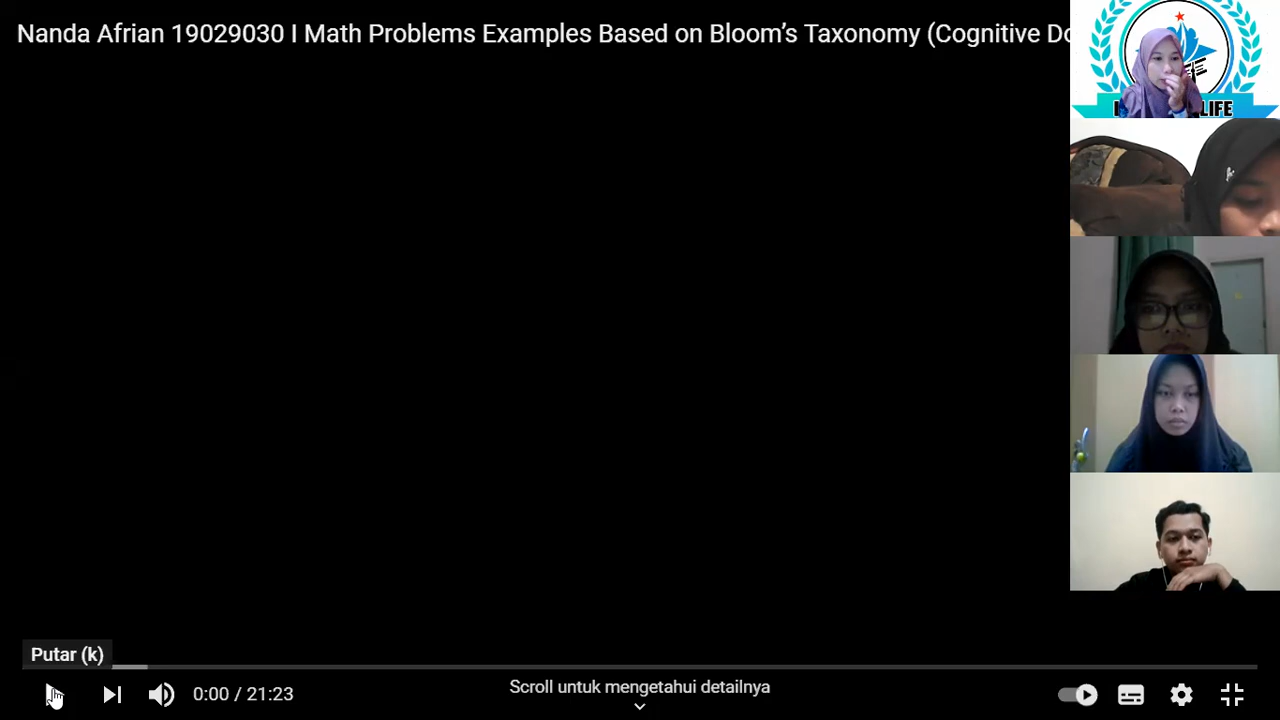 Nanda Afrian 19029030 I Math Problems Examples Based on Bloom’s Taxonomy (Cognitive Do
LIFE
Putar (k)
0:00 / 21:23
Scroll untuk mengetahui detailnya